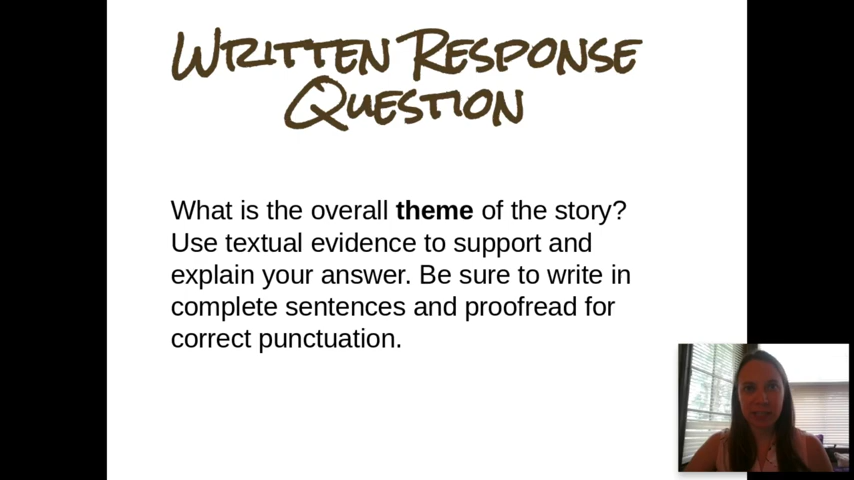 Written Response
Question
What is the overall theme of the story?
Use textual evidence to support and
explain your answer. Be sure to write in
complete sentences and proofread for
correct punctuation.